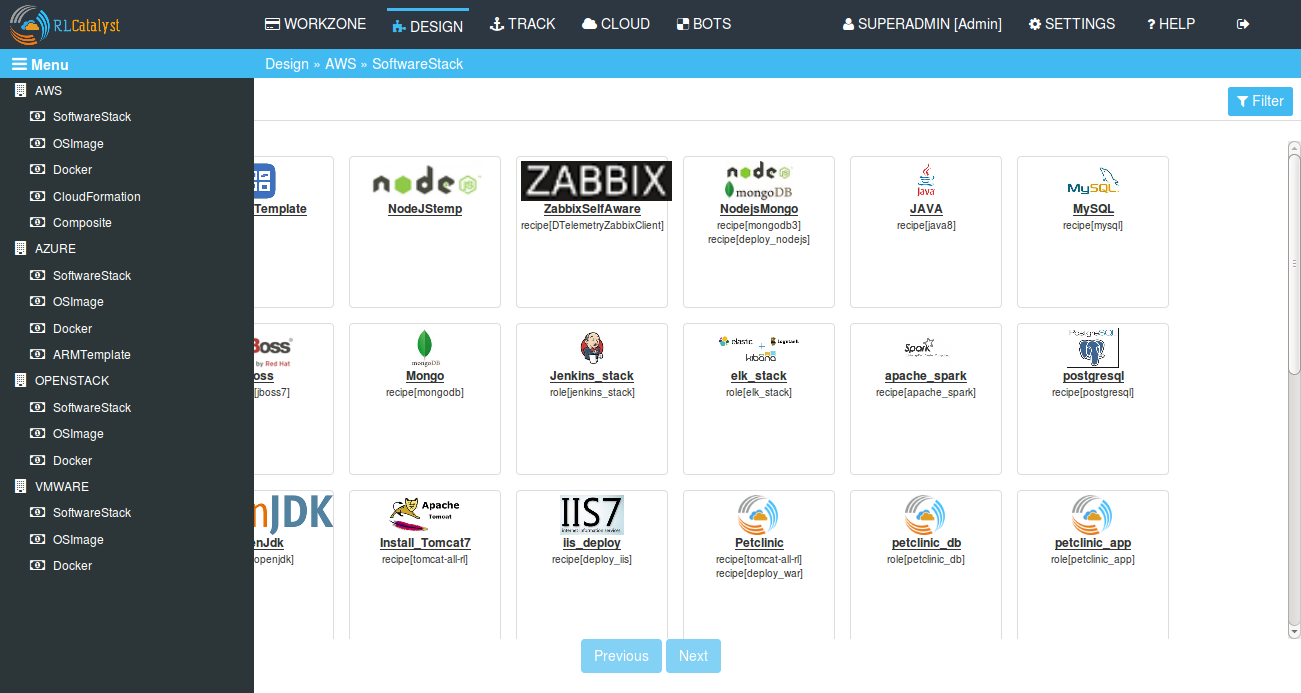 RLCatalyst
WORKZONE
DESIGN
TRACK
CLOUD
BOTS
SUPERADMIN [Admin]
SETTINGS
? HELP
Menu
Design » AWS » SoftwareStack
AWS
SoftwareStack
OSImage
Docker
CloudFormation
Composite
AZURE
SoftwareStack
OSImage
Docker
ARMTemplate
OPENSTACK
SoftwareStack
OSImage
Docker
VMWARE
SoftwareStack
OSImage
Docker
Filter
Template
node JS
NodeJStemp
ZABBIX
ZabbixSelfAware
recipe[DTelemetryZabbixClient]
node JS
mongoDB
NodejsMongo
recipe[mongodb3]
recipe[deploy_nodejs]
Java
JAVA
recipe[java8]
MySQL
MySQL
recipe[mysql]
Boss
by Red Hat
oss
[jboss7]
mongoDB
Mongo
recipe[mongodb]
Jenkins_stack
role[jenkins_stack]
elastic
logstash
+
kibana
elk_stack
role[elk_stack]
Spark
apache_spark
recipe[apache_spark]
PostgreSQL
postgresql
recipe[postgresql]
nJDK
enJdk
openjdk]
Apache
Tomcat
Install_Tomcat7
recipe[tomcat-all-rl]
IIS7
internet information services
iis_deploy
recipe[deploy_iis]
Petclinic
recipe[tomcat-all-rl]
recipe[deploy_war]
petclinic_db
role[petclinic_db]
petclinic_app
role[petclinic_app]
Previous
Next